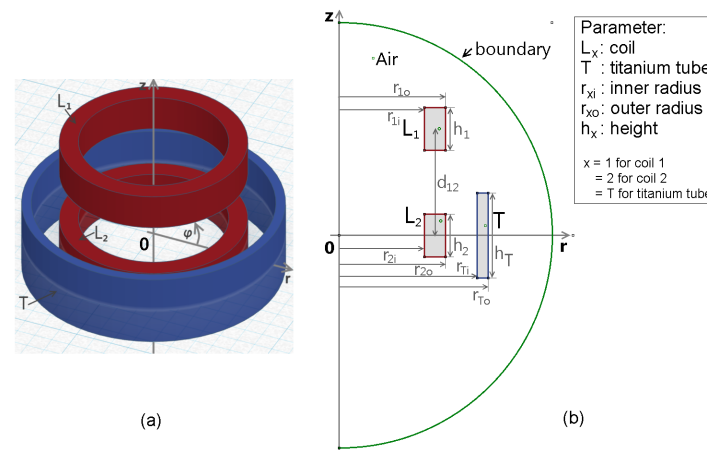 z
L1
L2
0
φ
r
T
(a)
z
boundary
Air
r1o
r1i
L1
h1
d12
L2
T
0
r
h2
hT
r2i
r2o
rTi
rTo
(b)
Parameter:
Lx: coil
T : titanium tube
rxi : inner radius
rxo : outer radius
hx : height
x = 1 for coil 1
= 2 for coil 2
= T for titanium tube